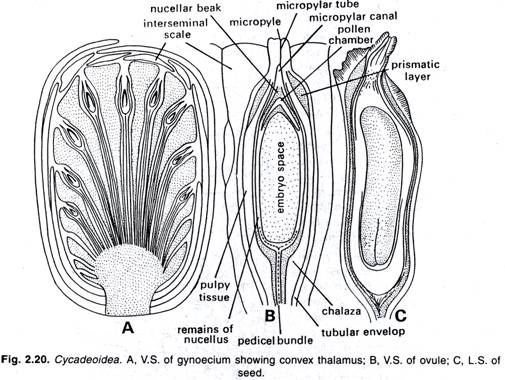 nucellar beak
micropylar tube
interseminal
scale
micropyle
micropylar canal
pollen
chamber
prismatic
layer
embryo space
pulpy
tissue
chalaza
remains of
nucellus
pedicel bundle
tubular envelop
A
B
C
Fig. 2.20. Cycadeoidea. A, V.S. of gynoecium showing convex thalamus; B, V.S. of ovule; C, L.S. of
seed.